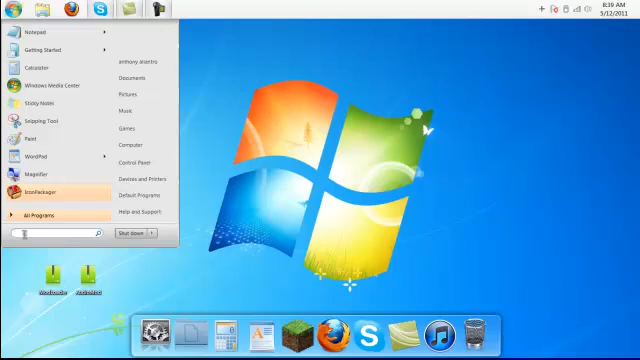 8:39 AM
5/12/2011
Notepad
Getting Started
Calculator
Windows Media Center
Sticky Notes
Snipping Tool
Paint
WordPad
Magnifier
IconPackager
All Programs
Documents
Pictures
Music
Games
Computer
Control Panel
Devices and Printers
Default Programs
Help and Support
Shut down